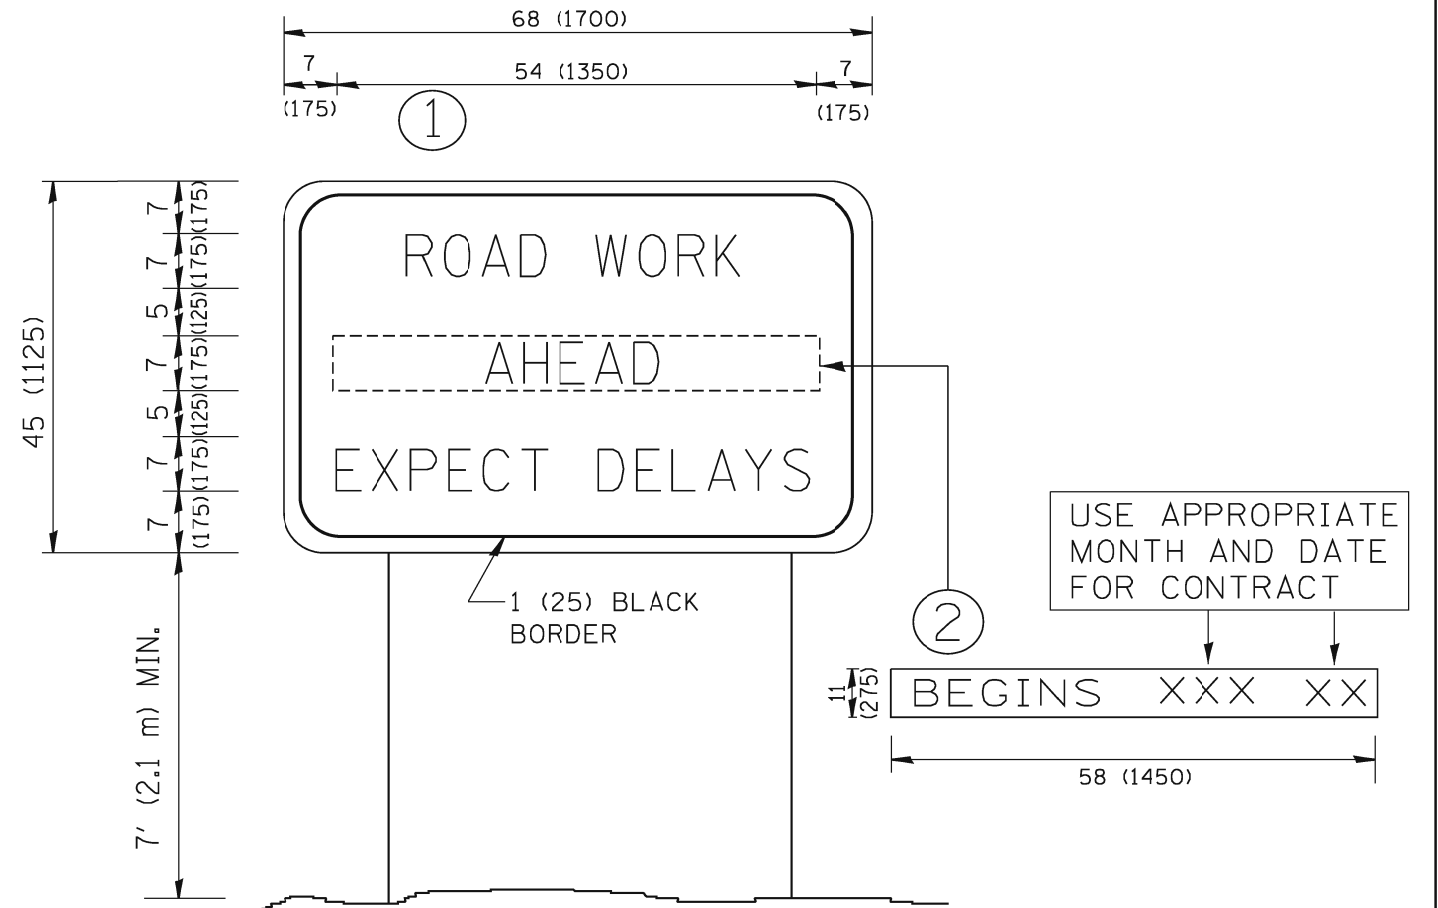 68 (1700)
7
54 (1350)
7
(175)
(175)
1
45 (1125)
7
(175)
7
(175)
5
(125)
7
(175)
5
(125)
7
(175)
7
(175)
ROAD WORK
AHEAD
EXPECT DELAYS
1 (25) BLACK
BORDER
7' (2.1 m) MIN.
2
USE APPROPRIATE
MONTH AND DATE
FOR CONTRACT
11
(275)
BEGINS XXX XX
58 (1450)